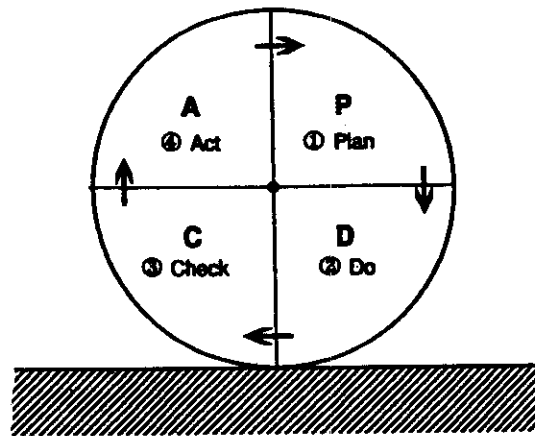 A
④ Act
P
① Plan
C
③ Check
D
② Do